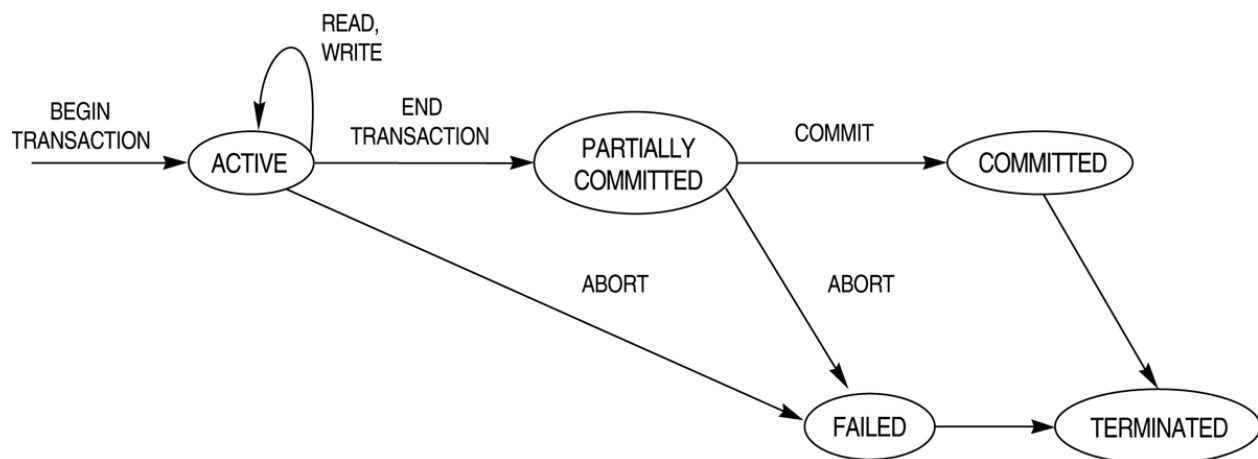 READ,
WRITE
BEGIN
TRANSACTION
END
TRANSACTION
COMMIT
ACTIVE
PARTIALLY
COMMITTED
COMMITTED
ABORT
ABORT
FAILED
TERMINATED